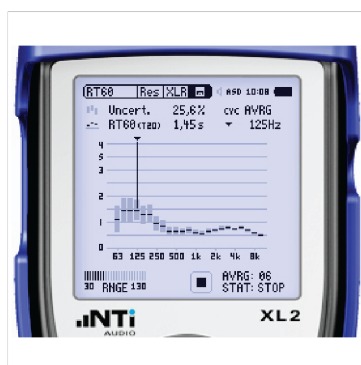 RT60 Res XLR ASD 10:08
Uncert. 25,6% cvc AVRG
RT60(T20) 1,45s 125Hz
4
5
3
2
1
0
63 125 250 500 1k 2k 4k 8k
30 RNGE 130
AVRG: 06
STAT: STOP
NTi
AUDIO
XL2